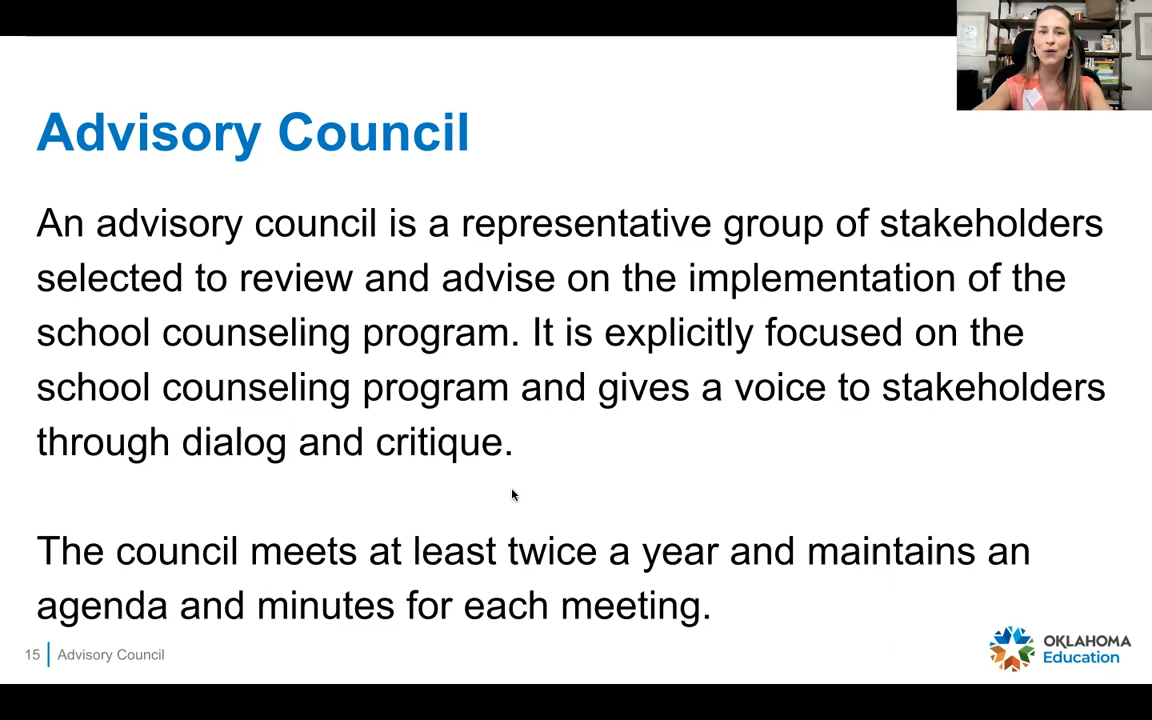 Advisory Council
An advisory council is a representative group of stakeholders
selected to review and advise on the implementation of the
school counseling program. It is explicitly focused on the
school counseling program and gives a voice to stakeholders
through dialog and critique.
The council meets at least twice a year and maintains an
agenda and minutes for each meeting.
15 Advisory Council
OKLAHOMA
Education